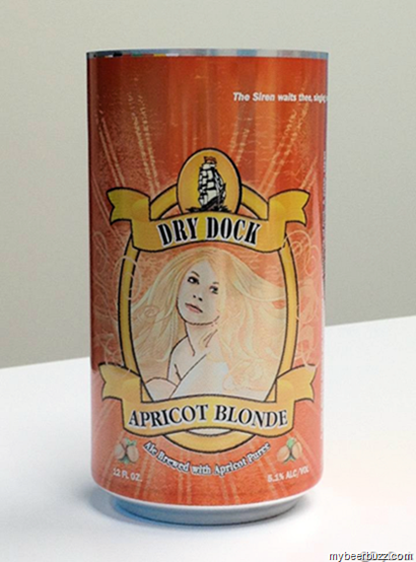 The Siren waits thee, singing
DRY DOCK
APRICOT BLONDE
Ale Brewed with Apricot Puree
12 FL OZ.
5.1% ALC/VOL
mybeerbuzz.com